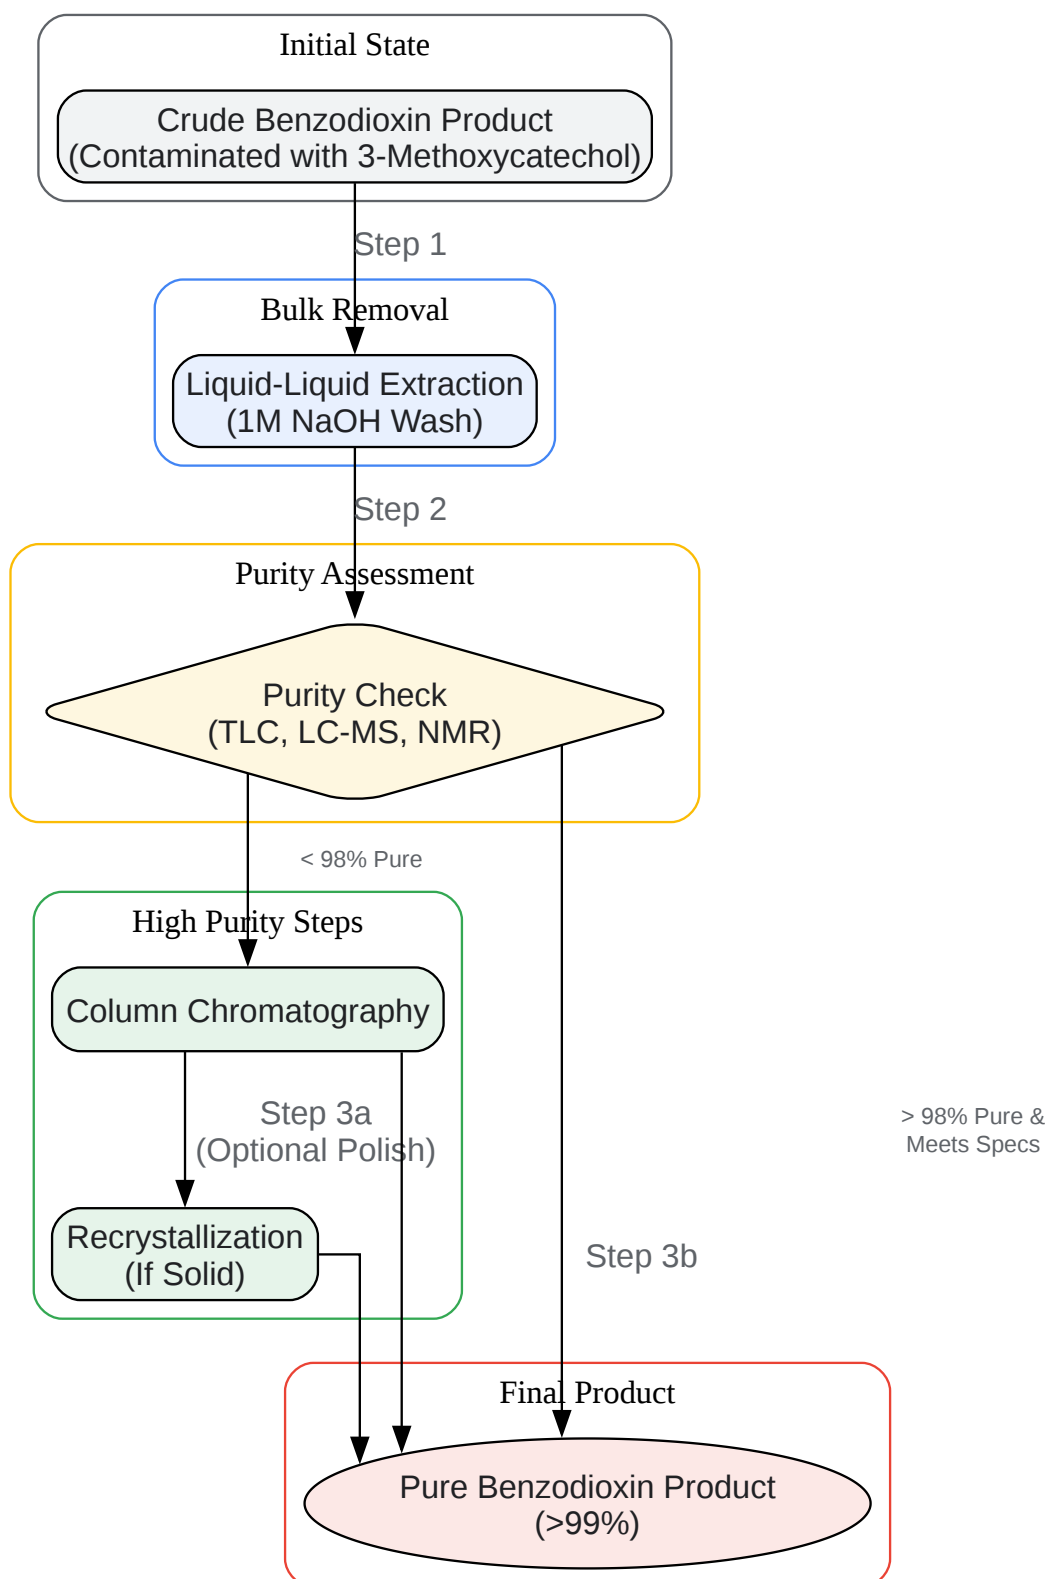 Initial State
Crude Benzodioxin Product
(Contaminated with 3-Methoxycatechol)
Step 1
Bulk Removal
Liquid-Liquid Extraction
(1M NaOH Wash)
Step 2
Purity Assessment
Purity Check
(TLC, LC-MS, NMR)
< 98% Pure
High Purity Steps
Column Chromatography
Step 3a
(Optional Polish)
> 98% Pure &
Meets Specs
Recrystallization
(If Solid)
Step 3b
Final Product
Pure Benzodioxin Product
(>99%)